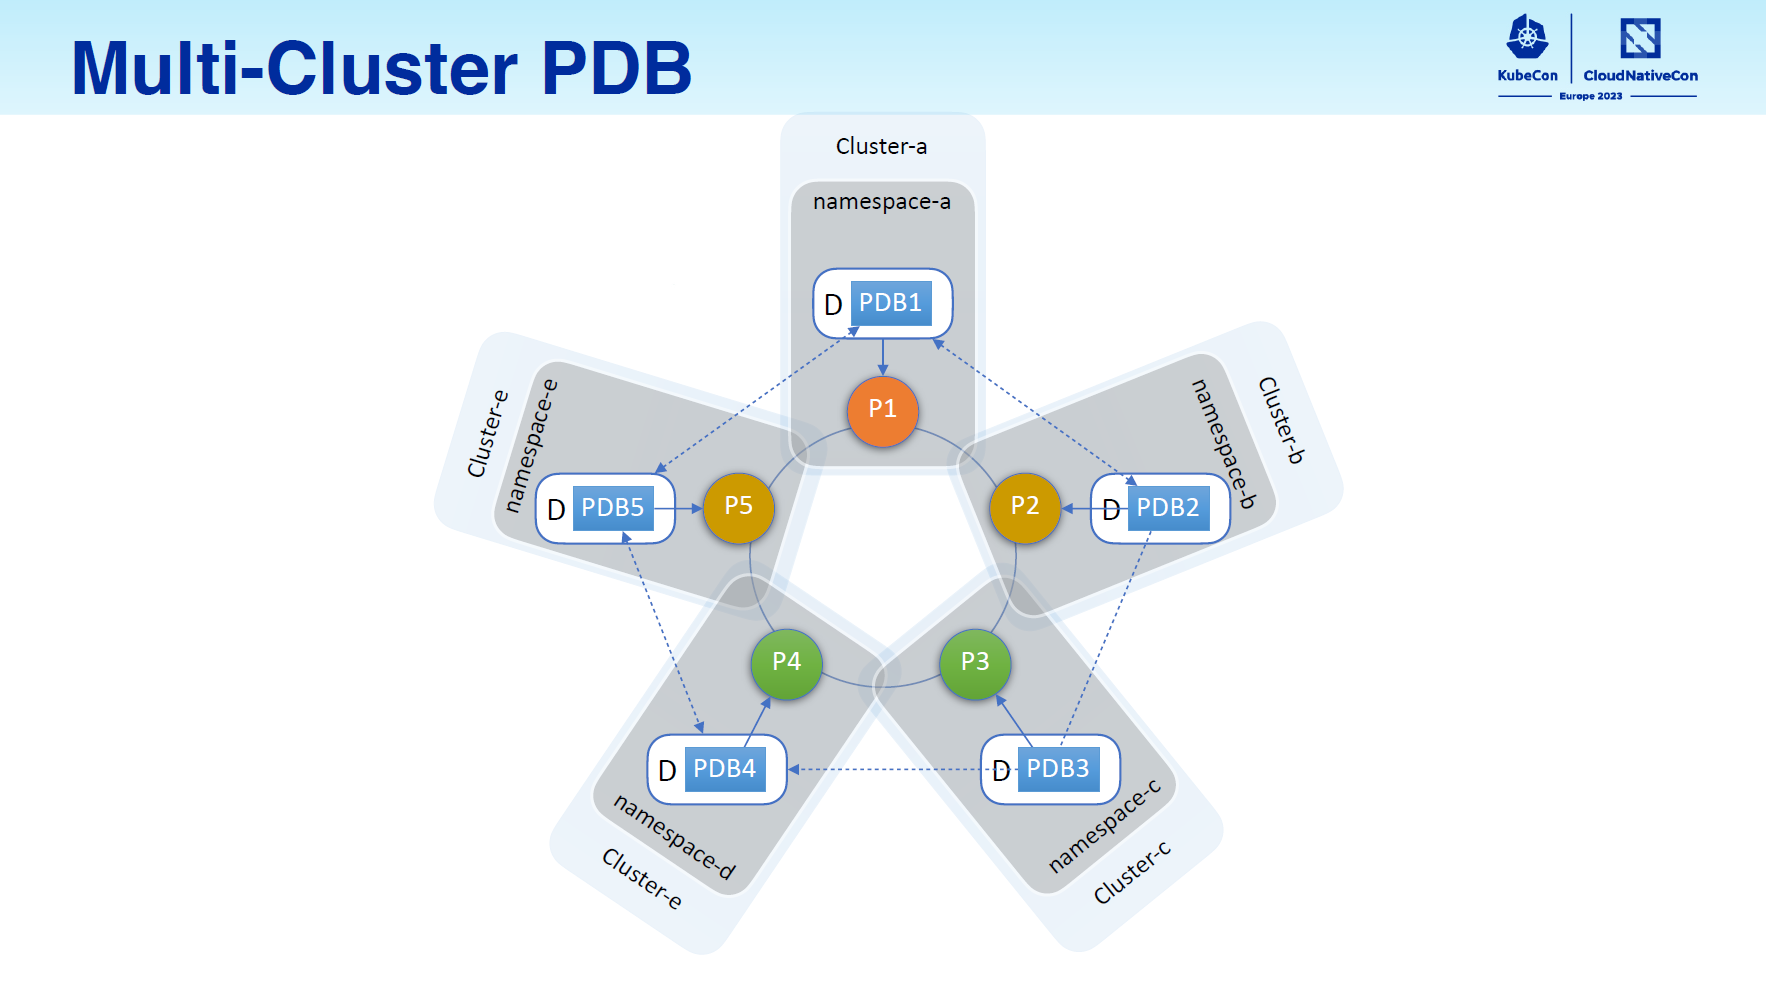 Multi-Cluster PDB
KubeCon
CloudNativeCon
Europe 2023
Cluster-a
namespace-a
D PDB1
P1
Cluster-e
namespace-e
D PDB5
P5
P2
D PDB2
namespace-b
Cluster-b
P4
P3
D PDB4
D PDB3
namespace-d
Cluster-e
namespace-c
Cluster-c